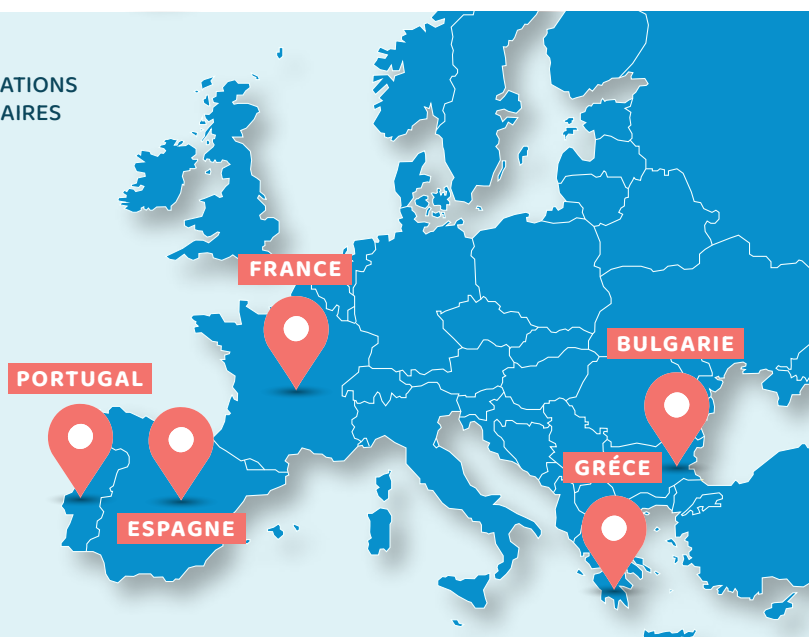 ATIONS
AIRES
FRANCE
BULGARIE
PORTUGAL
GRÉCE
ESPAGNE